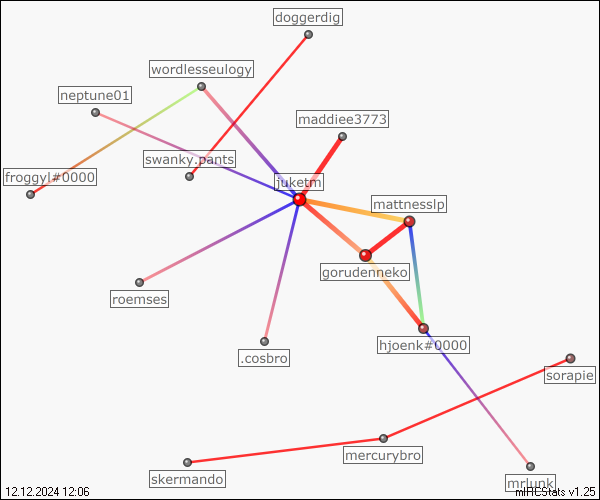 doggerdig
wordlesseulogy
neptune01
maddiee3773
swanky.pants
froggyl#0000
juketm
mattnesslp
gorudenneko
roemses
hjoenk#0000
.cosbro
sorapie
mercurybro
skermando
mrlunk
12.12.2024 12:06
mIRCStats v1.25